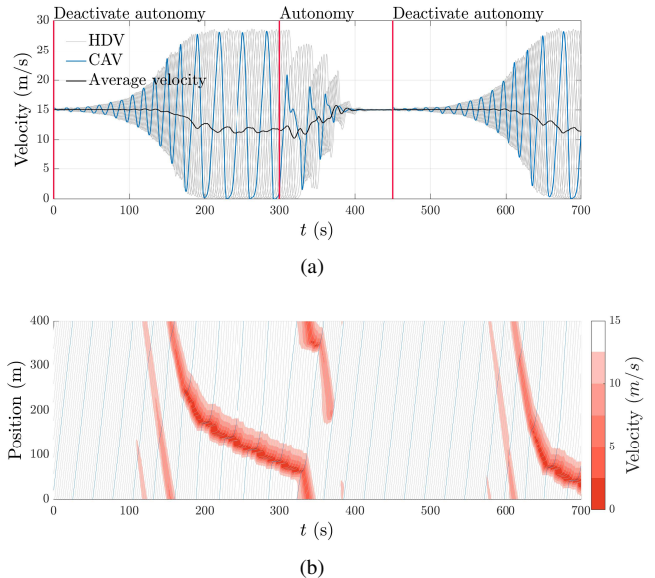 Deactivate autonomy Autonomy Deactivate autonomy
30
25
20
15
10
5
0
Velocity (m/s)
HDV
CAV
Average velocity
0 100 200 300 400 500 600 700
t (s)
(a)
400
300
200
100
0
Position (m)
0 100 200 300 400 500 600 700
t (s)
15
10
5
0
Velocity (m/s)
(b)